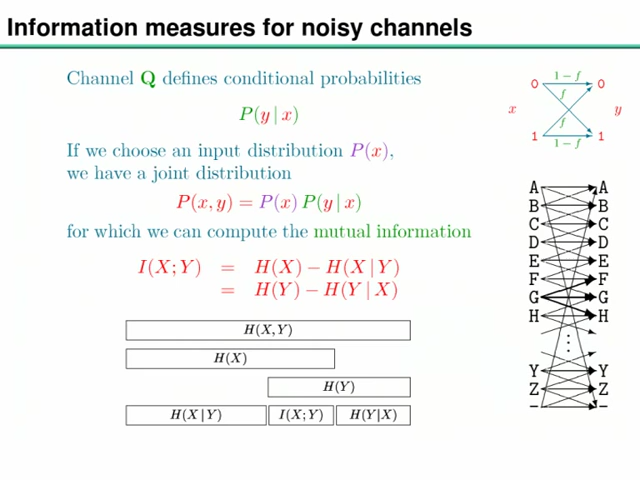 Information measures for noisy channels
Channel Q defines conditional probabilities
P(y | x)
If we choose an input distribution P(x),
we have a joint distribution
P(x, y) = P(x) P(y | x)
for which we can compute the mutual information
I(X; Y) = H(X) − H(X | Y)
= H(Y) − H(Y | X)
H(X, Y)
H(X)
H(Y)
H(X | Y) I(X; Y) H(Y|X)
1 − f
0 0
f
x y
f
1 1
1 − f
A A
B B
C C
D D
E E
F F
G G
H H
⋮
Y Y
Z Z
- -